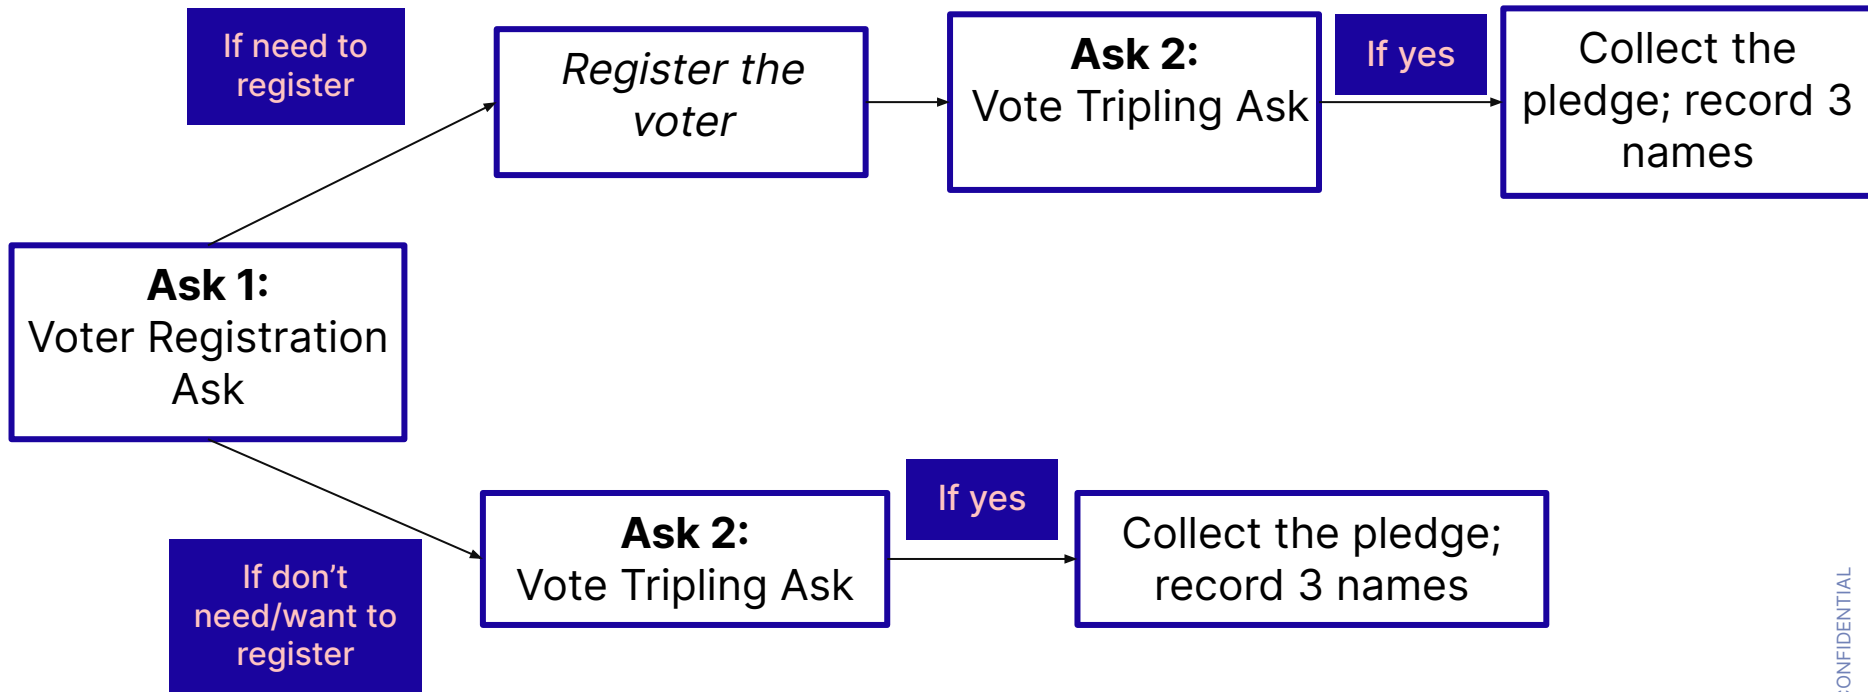 If need to
register
Register the
voter
Ask 2:
Vote Tripling Ask
If yes
Collect the
pledge; record 3
names
Ask 1:
Voter Registration
Ask
If don’t
need/want to
register
Ask 2:
Vote Tripling Ask
If yes
Collect the pledge;
record 3 names
CONFIDENTIAL